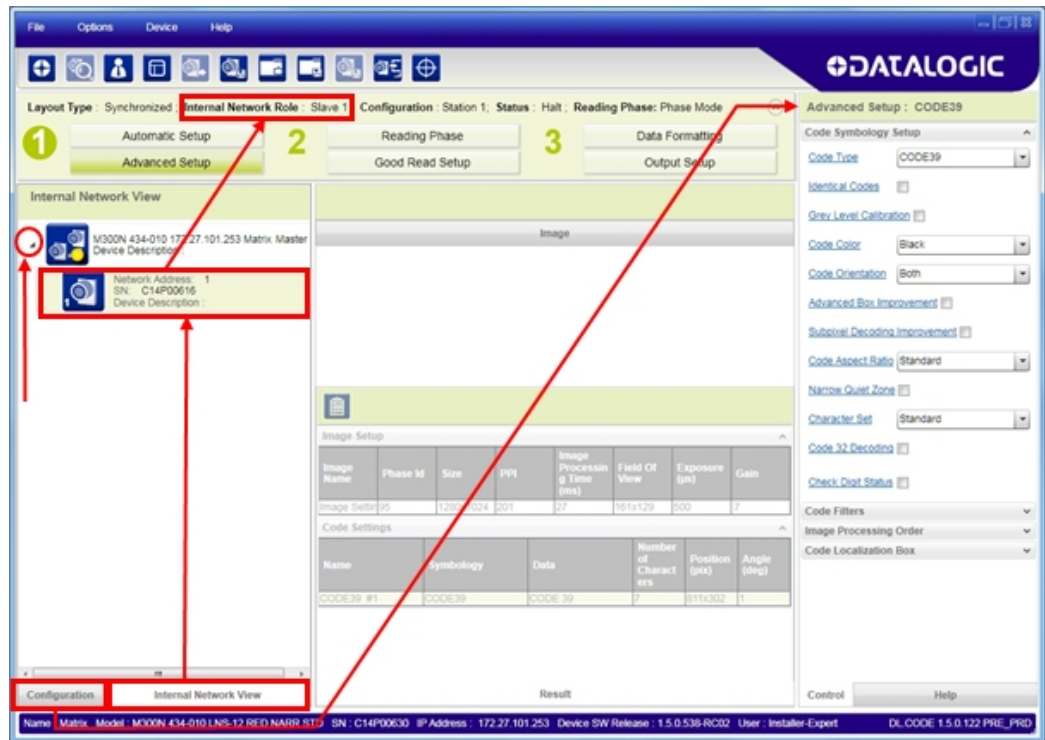 File Options Device Help
DATALOGIC
Layout Type : Synchronized ; Internal Network Role : Slave 1 Configuration : Station 1; Status : Halt ; Reading Phase: Phase Mode
1 Automatic Setup 2 Reading Phase 3 Data Formatting
Advanced Setup Good Read Setup Output Setup
Internal Network View
M300N 434-010 172.27.101.253 Matrix Master
Device Description :
Network Address: 1
SN: C14P00616
Device Description :
1
Configuration Internal Network View
Image
Image Setup
Image Name Phase Id Size PPI Image Processin g Time (ms) Field Of View Exposure (µs) Gain
Image Settin 95 1280x1024 201 27 161x129 500 7
Code Settings
Name Symbology Data Number of Charact ers Position (pix) Angle (deg)
CODE39 #1 CODE39 CODE 39 7 811x302 1
Result
Advanced Setup : CODE39
Code Symbology Setup
Code Type CODE39
Identical Codes
Grey Level Calibration
Code Color Black
Code Orientation Both
Advanced Box Improvement
Subpixel Decoding Improvement
Code Aspect Ratio Standard
Narrow Quiet Zone
Character Set Standard
Code 32 Decoding
Check Digit Status
Code Filters
Image Processing Order
Code Localization Box
Control Help
Name : Matrix Model : M300N 434-010 LNS-12 RED NARR STD SN : C14P00630 IP Address : 172.27.101.253 Device SW Release : 1.5.0.538-RC02 User : Installer-Expert DL.CODE 1.5.0.122 PRE_PRD